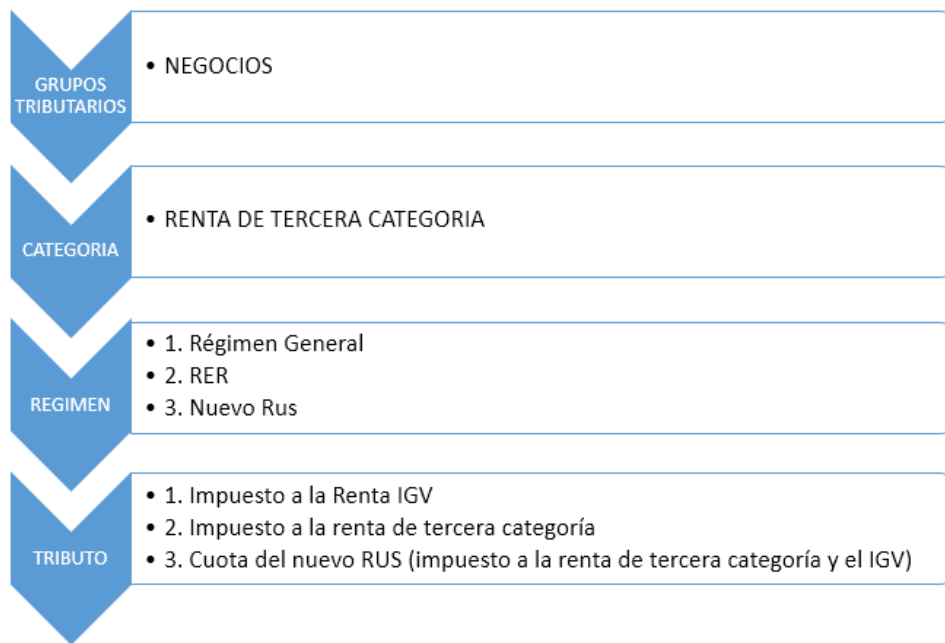 GRUPOS
TRIBUTARIOS
• NEGOCIOS
CATEGORIA
• RENTA DE TERCERA CATEGORIA
REGIMEN
• 1. Régimen General
• 2. RER
• 3. Nuevo Rus
TRIBUTO
• 1. Impuesto a la Renta IGV
• 2. Impuesto a la renta de tercera categoría
• 3. Cuota del nuevo RUS (impuesto a la renta de tercera categoría y el IGV)